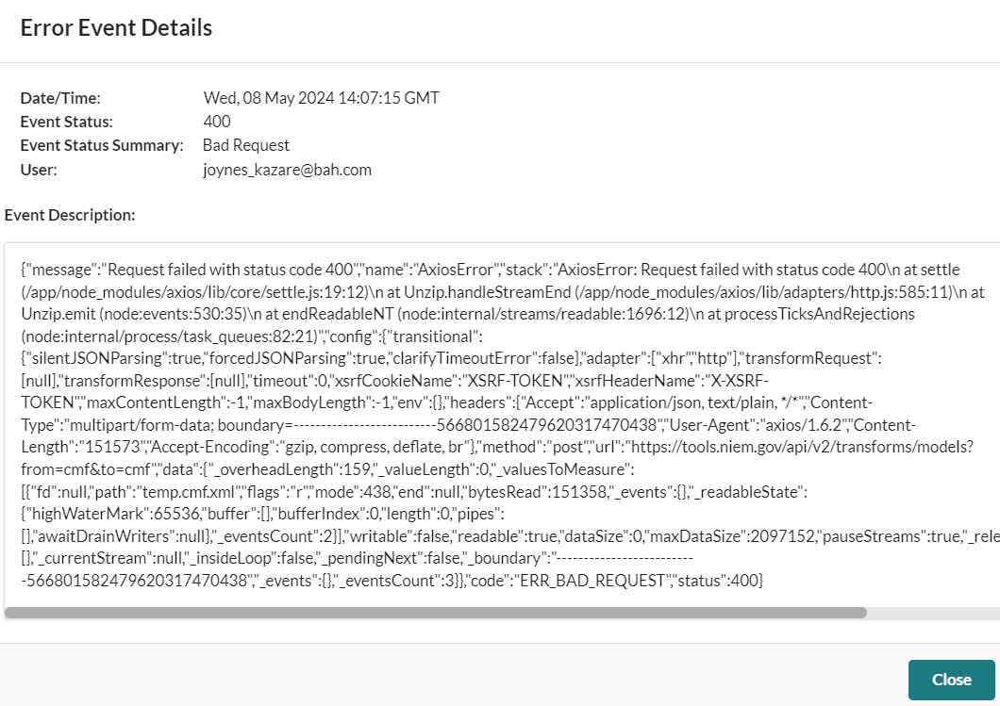 Error Event Details
Date/Time: Wed, 08 May 2024 14:07:15 GMT
Event Status: 400
Event Status Summary: Bad Request
User: joynes_kazare@bah.com
Event Description:
{"message":"Request failed with status code 400","name":"AxiosError","stack":"AxiosError: Request failed with status code 400\n at settle
(/app/node_modules/axios/lib/core/settle.js:19:12)\n at Unzip.handleStreamEnd (/app/node_modules/axios/lib/adapters/http.js:585:11)\n at
Unzip.emit (node:events:530:35)\n at endReadableNT (node:internal/streams/readable:1696:12)\n at processTicksAndRejections
(node:internal/process/task_queues:82:21)","config":{"transitional":
{"silentJSONParsing":true,"forcedJSONParsing":true,"clarifyTimeoutError":false},"adapter":["xhr","http"],"transformRequest":
[null],"transformResponse":[null],"timeout":0,"xsrfCookieName":"XSRF-TOKEN","xsrfHeaderName":"X-XSRF-
TOKEN","maxContentLength":-1,"maxBodyLength":-1,"env":{},"headers":{"Accept":"application/json, text/plain, */*","Content-
Type":"multipart/form-data; boundary=--------------------------566801582479620317470438","User-Agent":"axios/1.6.2","Content-
Length":"151573","Accept-Encoding":"gzip, compress, deflate, br"},"method":"post","url":"https://tools.niem.gov/api/v2/transforms/models?
from=cmf&to=cmf","data":{"_overheadLength":159,"_valueLength":0,"_valuesToMeasure":
[{"fd":null,"path":"temp.cmf.xml","flags":"r","mode":438,"end":null,"bytesRead":151358,"_events":{},"_readableState":
{"highWaterMark":65536,"buffer":[],"bufferIndex":0,"length":0,"pipes":
[],"awaitDrainWriters":null},"_eventsCount":2}],"writable":false,"readable":true,"dataSize":0,"maxDataSize":2097152,"pauseStreams":true,"_rele
[],"_currentStream":null,"_insideLoop":false,"_pendingNext":false,"_boundary":"-------------------------
-566801582479620317470438","_events":{},"_eventsCount":3}},"code":"ERR_BAD_REQUEST","status":400}
Close